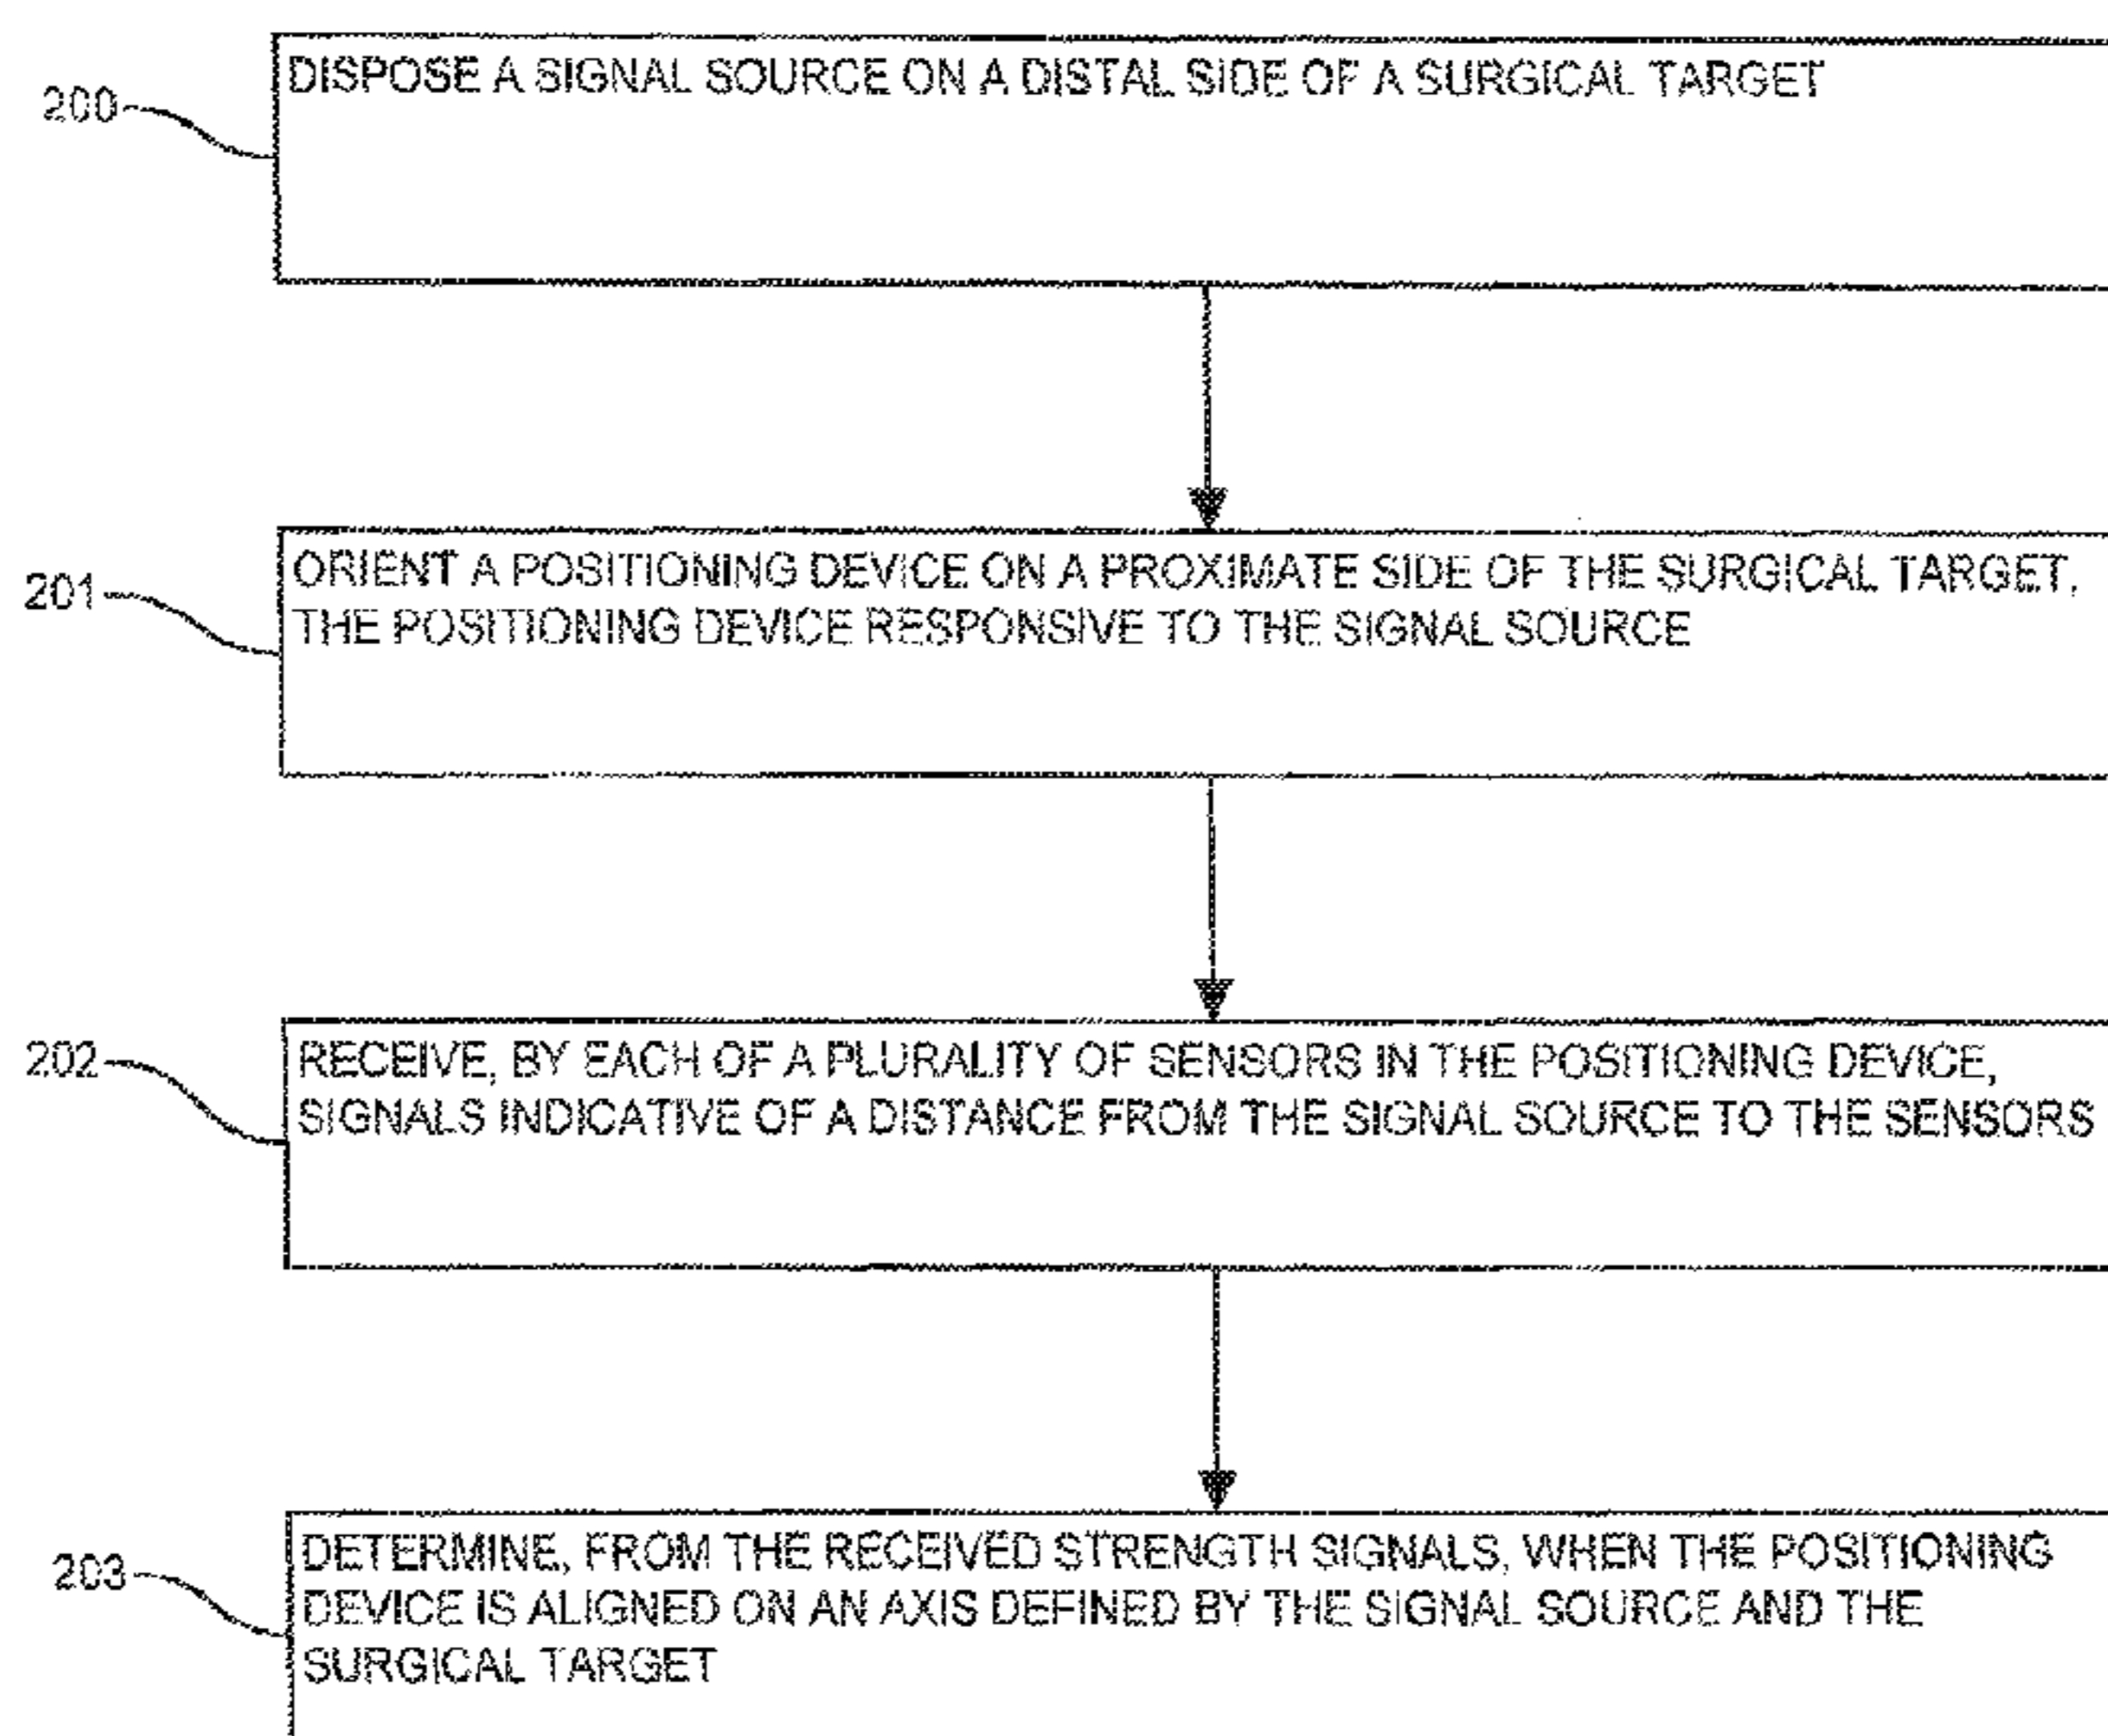 200
DISPOSE A SIGNAL SOURCE ON A DISTAL SIDE OF A SURGICAL TARGET
201
ORIENT A POSITIONING DEVICE ON A PROXIMATE SIDE OF THE SURGICAL TARGET,
THE POSITIONING DEVICE RESPONSIVE TO THE SIGNAL SOURCE
202
RECEIVE, BY EACH OF A PLURALITY OF SENSORS IN THE POSITIONING DEVICE,
SIGNALS INDICATIVE OF A DISTANCE FROM THE SIGNAL SOURCE TO THE SENSORS
203
DETERMINE, FROM THE RECEIVED STRENGTH SIGNALS, WHEN THE POSITIONING
DEVICE IS ALIGNED ON AN AXIS DEFINED BY THE SIGNAL SOURCE AND THE
SURGICAL TARGET